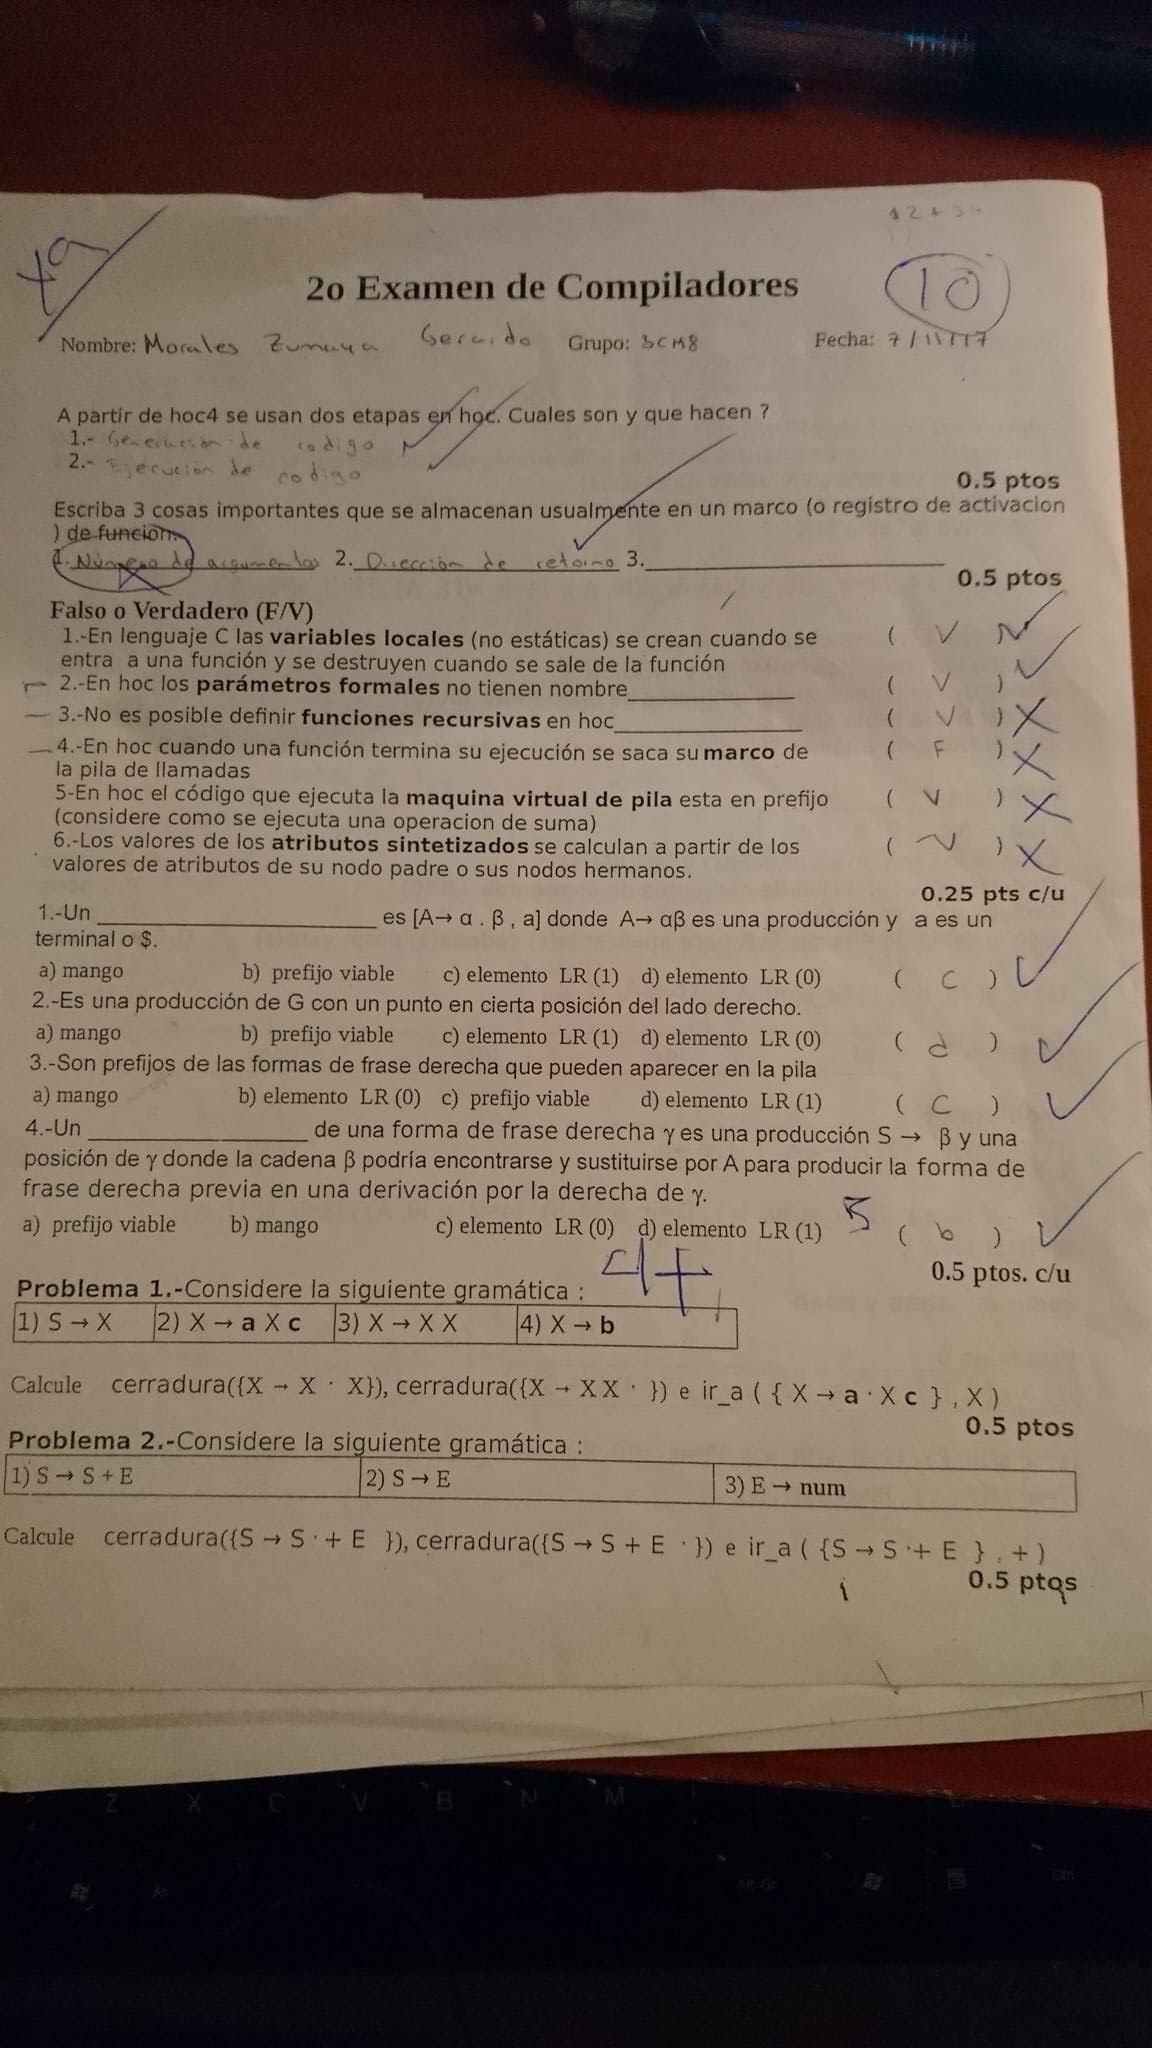 12+3
xa
2o Examen de Compiladores
10
Nombre: Morales Zumaya Gerardo Grupo: 3CM8 Fecha: 7/11/17
A partir de hoc4 se usan dos etapas en hoc. Cuales son y que hacen ?
1.- Generación de codigo
2.- Ejecución de codigo
0.5 ptos
Escriba 3 cosas importantes que se almacenan usualmente en un marco (o registro de activacion
) de función.
1. Número de argumentos 2. Dirección de retorno 3.
0.5 ptos
Falso o Verdadero (F/V)
1.-En lenguaje C las variables locales (no estáticas) se crean cuando se ( V )
entra a una función y se destruyen cuando se sale de la función
2.-En hoc los parámetros formales no tienen nombre ( V )
3.-No es posible definir funciones recursivas en hoc ( V ) X
4.-En hoc cuando una función termina su ejecución se saca su marco de ( F ) X
la pila de llamadas
5-En hoc el código que ejecuta la maquina virtual de pila esta en prefijo ( V ) X
(considere como se ejecuta una operacion de suma)
6.-Los valores de los atributos sintetizados se calculan a partir de los ( V ) X
valores de atributos de su nodo padre o sus nodos hermanos.
0.25 pts c/u
1.-Un es [A→ α . β , a] donde A→ αβ es una producción y a es un
terminal o $.
a) mango b) prefijo viable c) elemento LR (1) d) elemento LR (0) ( C )
2.-Es una producción de G con un punto en cierta posición del lado derecho.
a) mango b) prefijo viable c) elemento LR (1) d) elemento LR (0) ( d )
3.-Son prefijos de las formas de frase derecha que pueden aparecer en la pila
a) mango b) elemento LR (0) c) prefijo viable d) elemento LR (1) ( C )
4.-Un de una forma de frase derecha γ es una producción S → β y una
posición de γ donde la cadena β podría encontrarse y sustituirse por A para producir la forma de
frase derecha previa en una derivación por la derecha de γ.
a) prefijo viable b) mango c) elemento LR (0) d) elemento LR (1) 5 ( b )
0.5 ptos. c/u
4+
Problema 1.-Considere la siguiente gramática :
1) S → X 2) X → a X c 3) X → X X 4) X → b
Calcule cerradura({X → X · X}), cerradura({X → X X · }) e ir_a ( { X → a · X c } , X )
0.5 ptos
Problema 2.-Considere la siguiente gramática :
1) S → S + E 2) S → E 3) E → num
Calcule cerradura({S → S · + E }), cerradura({S → S + E · }) e ir_a ( {S → S ·+ E } , + )
0.5 ptos
Z X C V B N M
Alt Alt Gr Ctrl